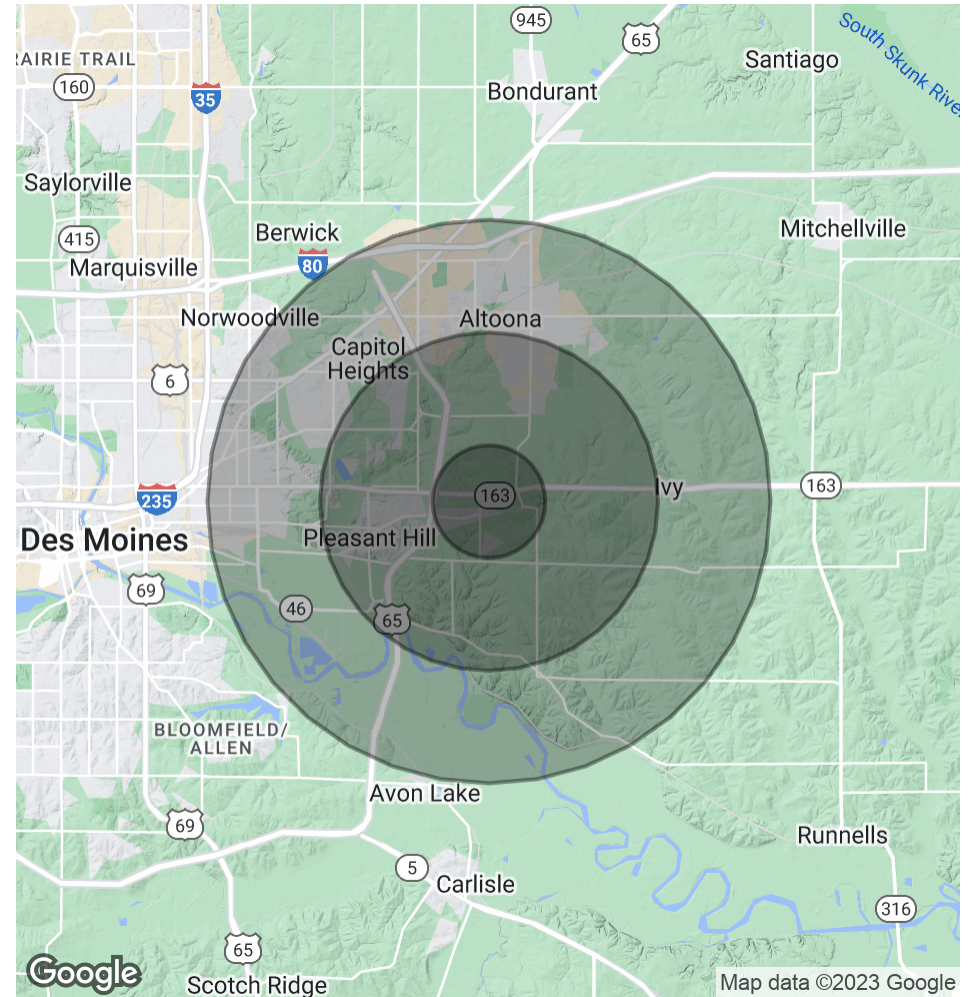 945
65
South Skunk River
RAIRIE TRAIL
Santiago
160
35
Bondurant
Saylorville
415
Berwick
Mitchellville
80
Marquisville
Norwoodville
Altoona
Capitol
Heights
6
235
163
Ivy
163
Des Moines
Pleasant Hill
69
46
65
BLOOMFIELD/
ALLEN
Avon Lake
69
Runnells
5
Carlisle
316
65
Google
Scotch Ridge
Map data ©2023 Google